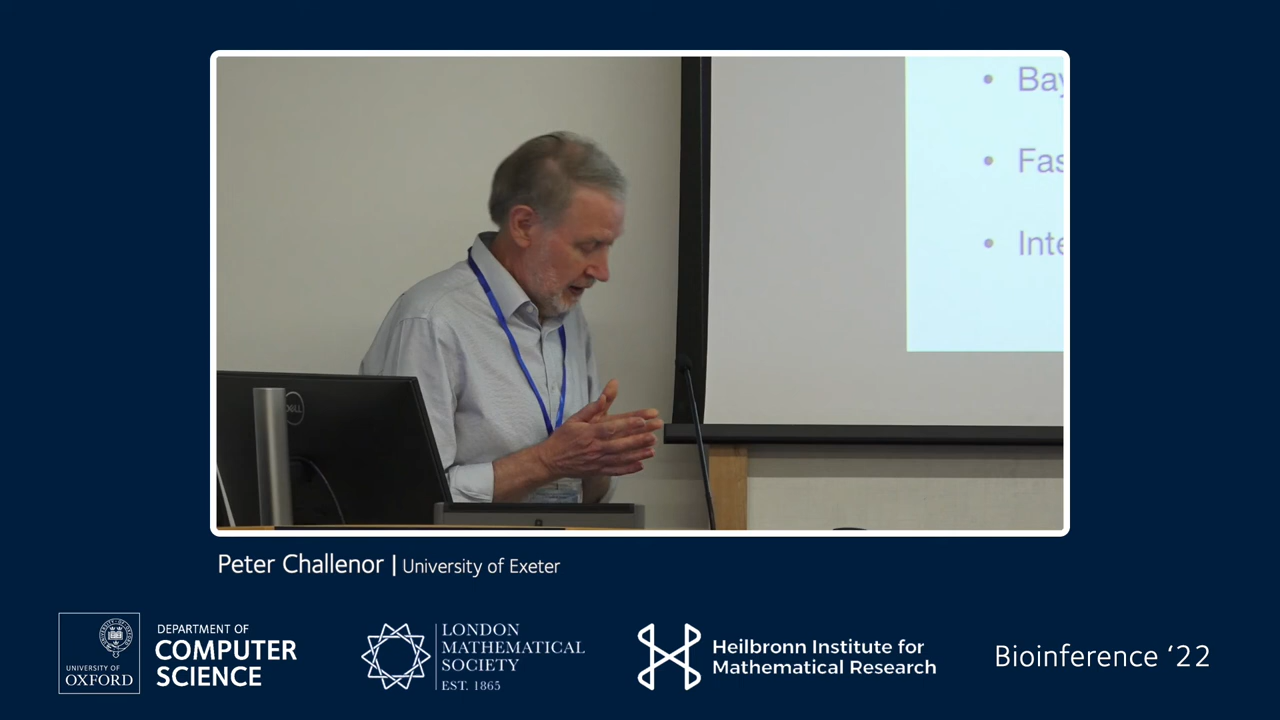 • Bay
• Fas
• Inte
DELL
Peter Challenor | University of Exeter
UNIVERSITY OF
OXFORD
DEPARTMENT OF
COMPUTER
SCIENCE
LONDON
MATHEMATICAL
SOCIETY
EST. 1865
Heilbronn Institute for
Mathematical Research
Bioinference ‘22